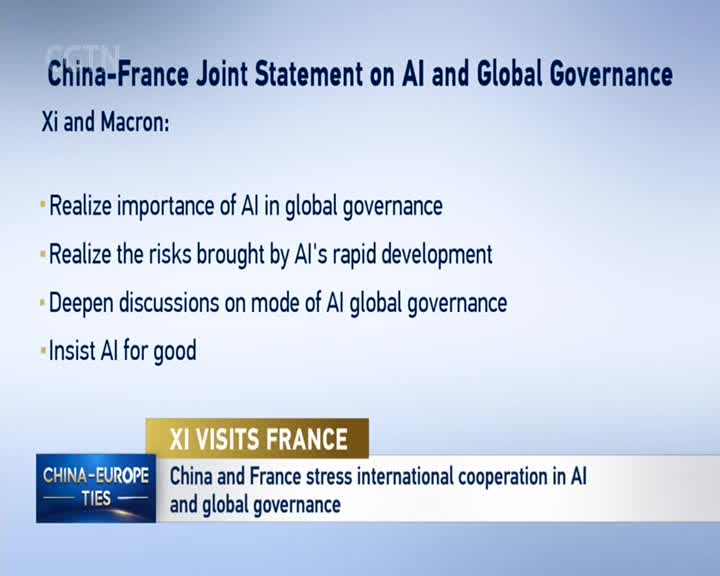 CGTN
China-France Joint Statement on AI and Global Governance
Xi and Macron:
Realize importance of AI in global governance
Realize the risks brought by AI's rapid development
Deepen discussions on mode of AI global governance
Insist AI for good
XI VISITS FRANCE
CHINA-EUROPE
TIES
China and France stress international cooperation in AI
and global governance